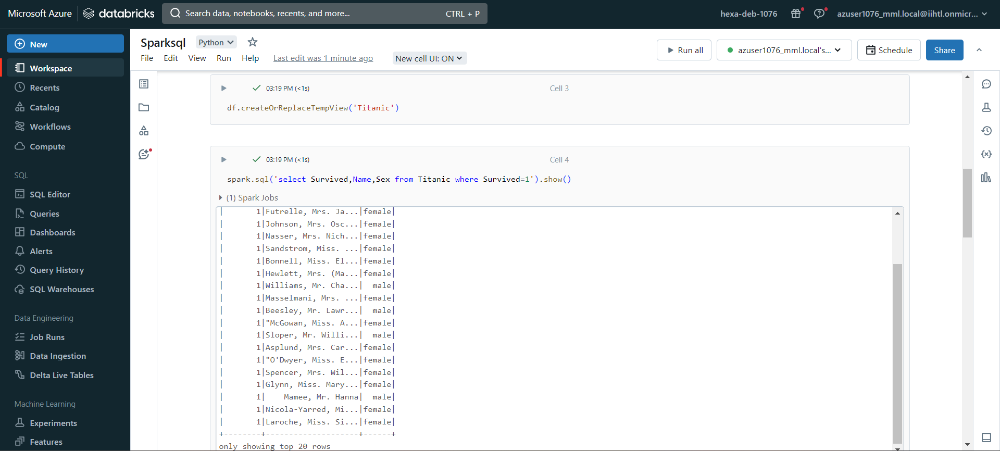 Microsoft Azure databricks Search data, notebooks, recents, and more... CTRL + P hexa-deb-1076 azuser1076_mml.local@iihtl.onmicr...
New
Workspace
Recents
Catalog
Workflows
Compute
SQL
SQL Editor
Queries
Dashboards
Alerts
Query History
SQL Warehouses
Data Engineering
Job Runs
Data Ingestion
Delta Live Tables
Machine Learning
Experiments
Features
Sparksql Python
File Edit View Run Help Last edit was 1 minute ago New cell UI: ON
Run all azuser1076_mml.local's... Schedule Share
03:19 PM (<1s) Cell 3
df.createOrReplaceTempView('Titanic')
03:19 PM (<1s) Cell 4
spark.sql('select Survived,Name,Sex from Titanic where Survived=1').show()
(1) Spark Jobs
|       1|Futrelle, Mrs. Ja...|female|
|       1|Johnson, Mrs. Osc...|female|
|       1|Nasser, Mrs. Nich...|female|
|       1|Sandstrom, Miss. ...|female|
|       1|Bonnell, Miss. El...|female|
|       1|Hewlett, Mrs. (Ma...|female|
|       1|Williams, Mr. Cha...|  male|
|       1|Masselmani, Mrs. ...|female|
|       1|Beesley, Mr. Lawr...|  male|
|       1|"McGowan, Miss. A...|female|
|       1|Sloper, Mr. Willi...|  male|
|       1|Asplund, Mrs. Car...|female|
|       1|"O'Dwyer, Miss. E...|female|
|       1|Spencer, Mrs. Wil...|female|
|       1|Glynn, Miss. Mary...|female|
|       1|    Mamee, Mr. Hanna|  male|
|       1|Nicola-Yarred, Mi...|female|
|       1|Laroche, Miss. Si...|female|
+--------+--------------------+------+
only showing top 20 rows